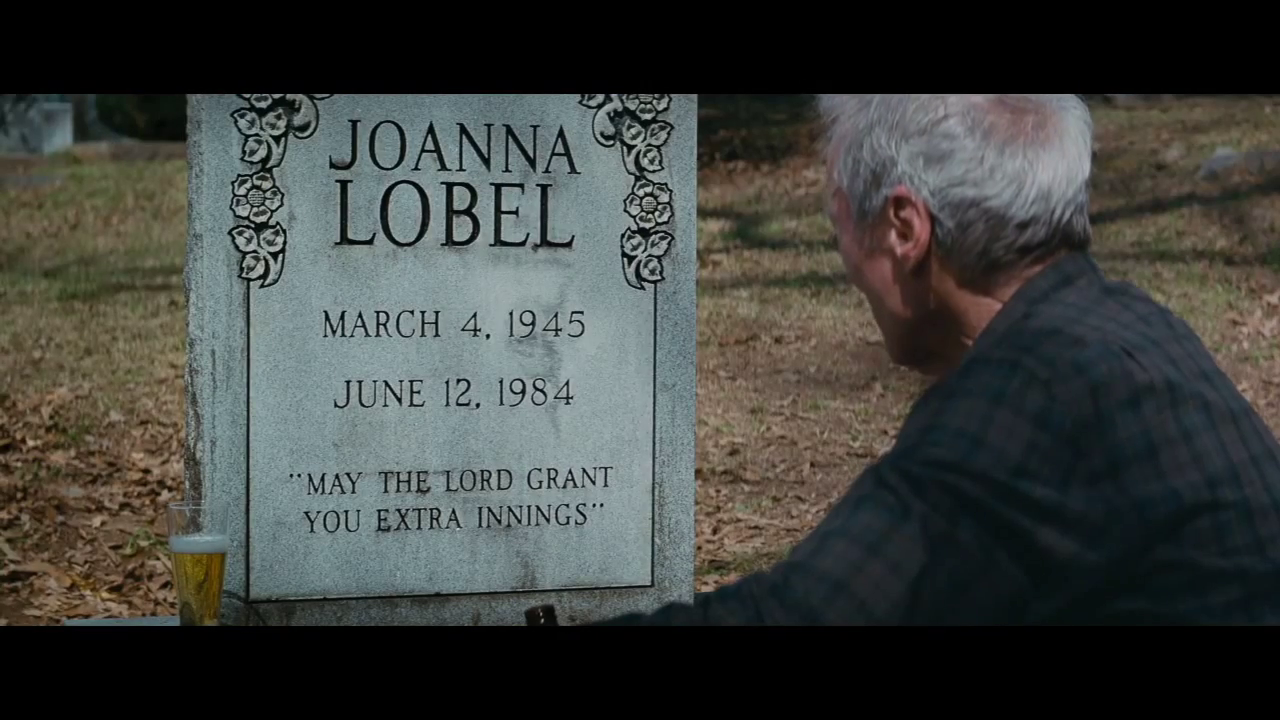 JOANNA
LOBEL
MARCH 4, 1945
JUNE 12, 1984
"MAY THE LORD GRANT
YOU EXTRA INNINGS"